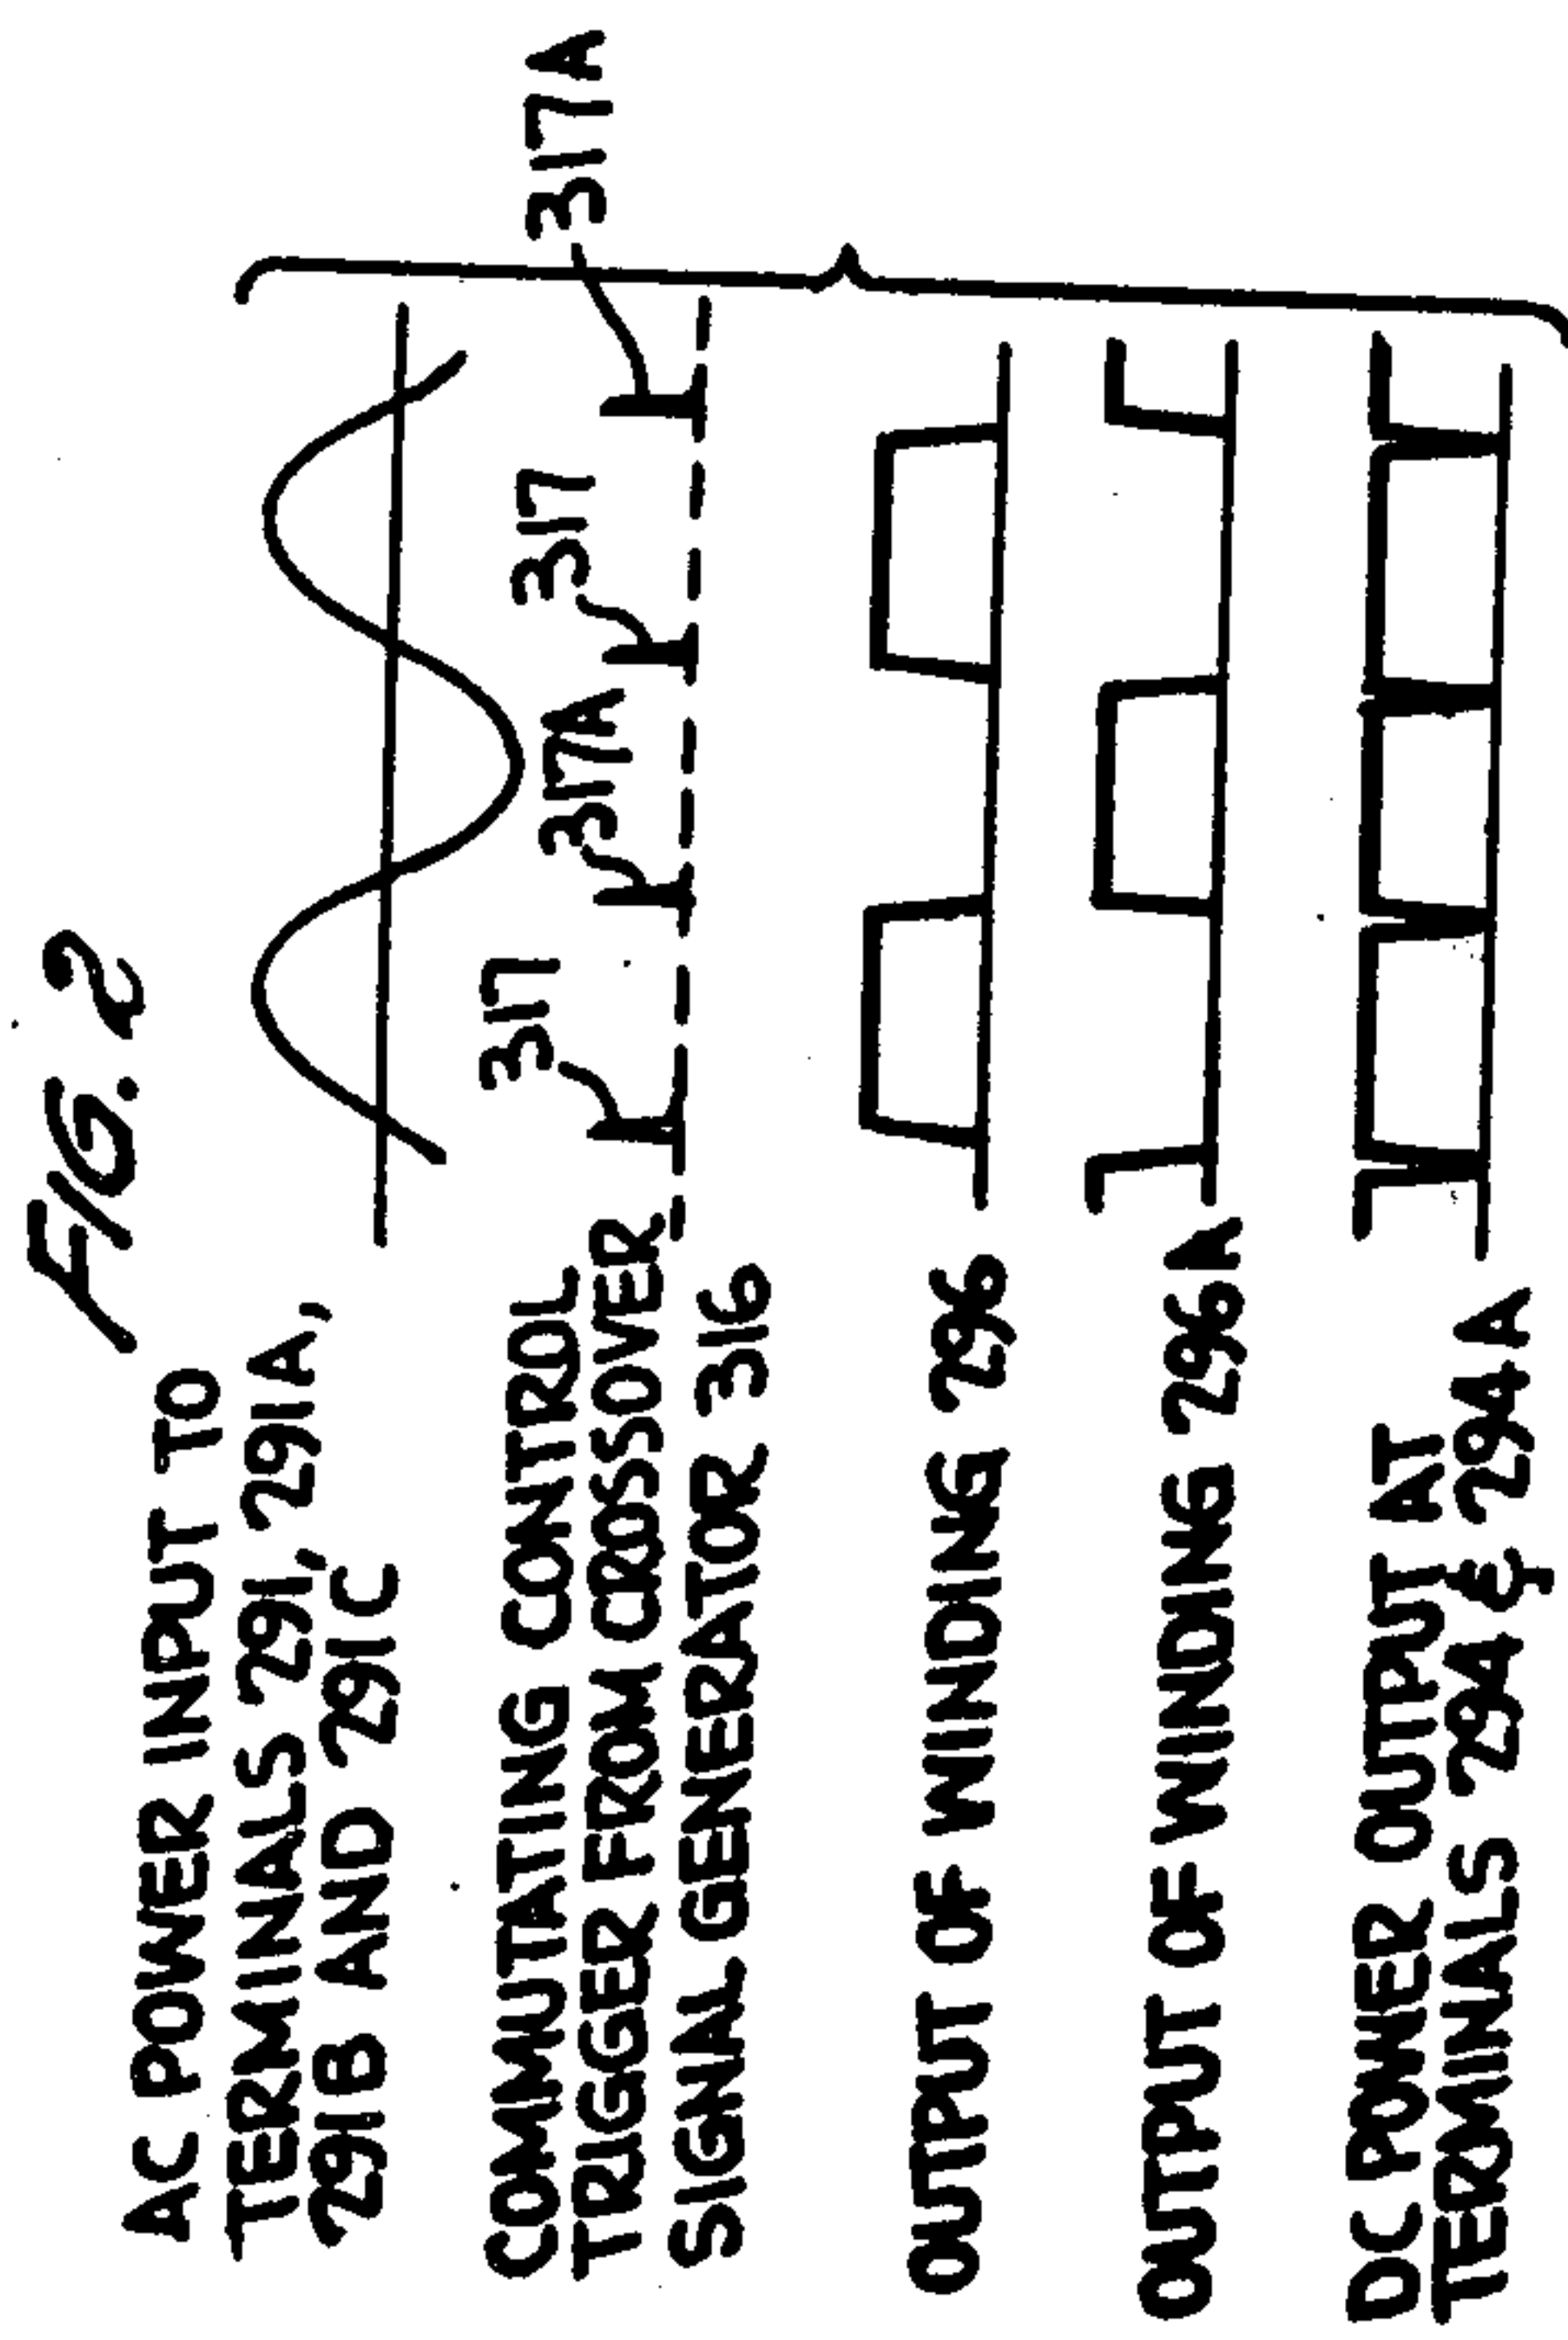 FIG. 2
AC POWER INPUT TO
TERMINALS 291, 291A,
291B AND 291C
COMMUTATING CONTROL
TRIGGER FROM CROSSOVER
SIGNAL GENERATOR 316
317
317A
317
317A
OUTPUT OF WINDING 296
OUTPUT OF WINDING 296A
DC POWER OUTPUT AT
TERMINALS 294 & 294A